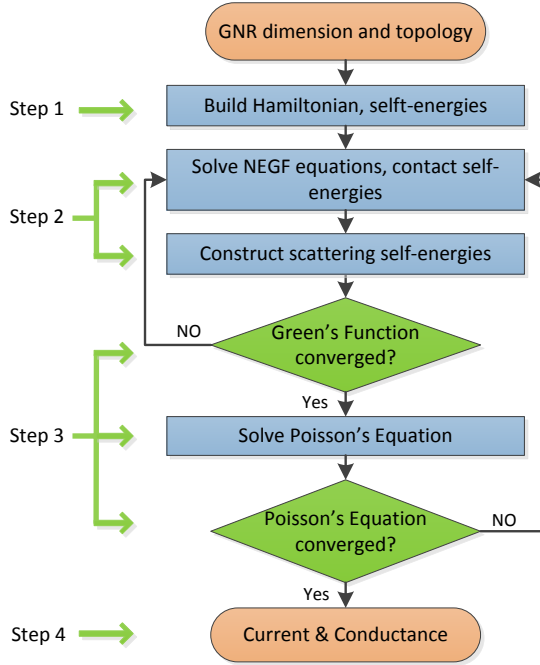 GNR dimension and topology
Step 1
Build Hamiltonian, selft-energies
Solve NEGF equations, contact self-
energies
Step 2
Construct scattering self-energies
NO
Green's Function
converged?
Yes
Step 3
Solve Poisson's Equation
Poisson's Equation
converged?
NO
Yes
Step 4
Current & Conductance